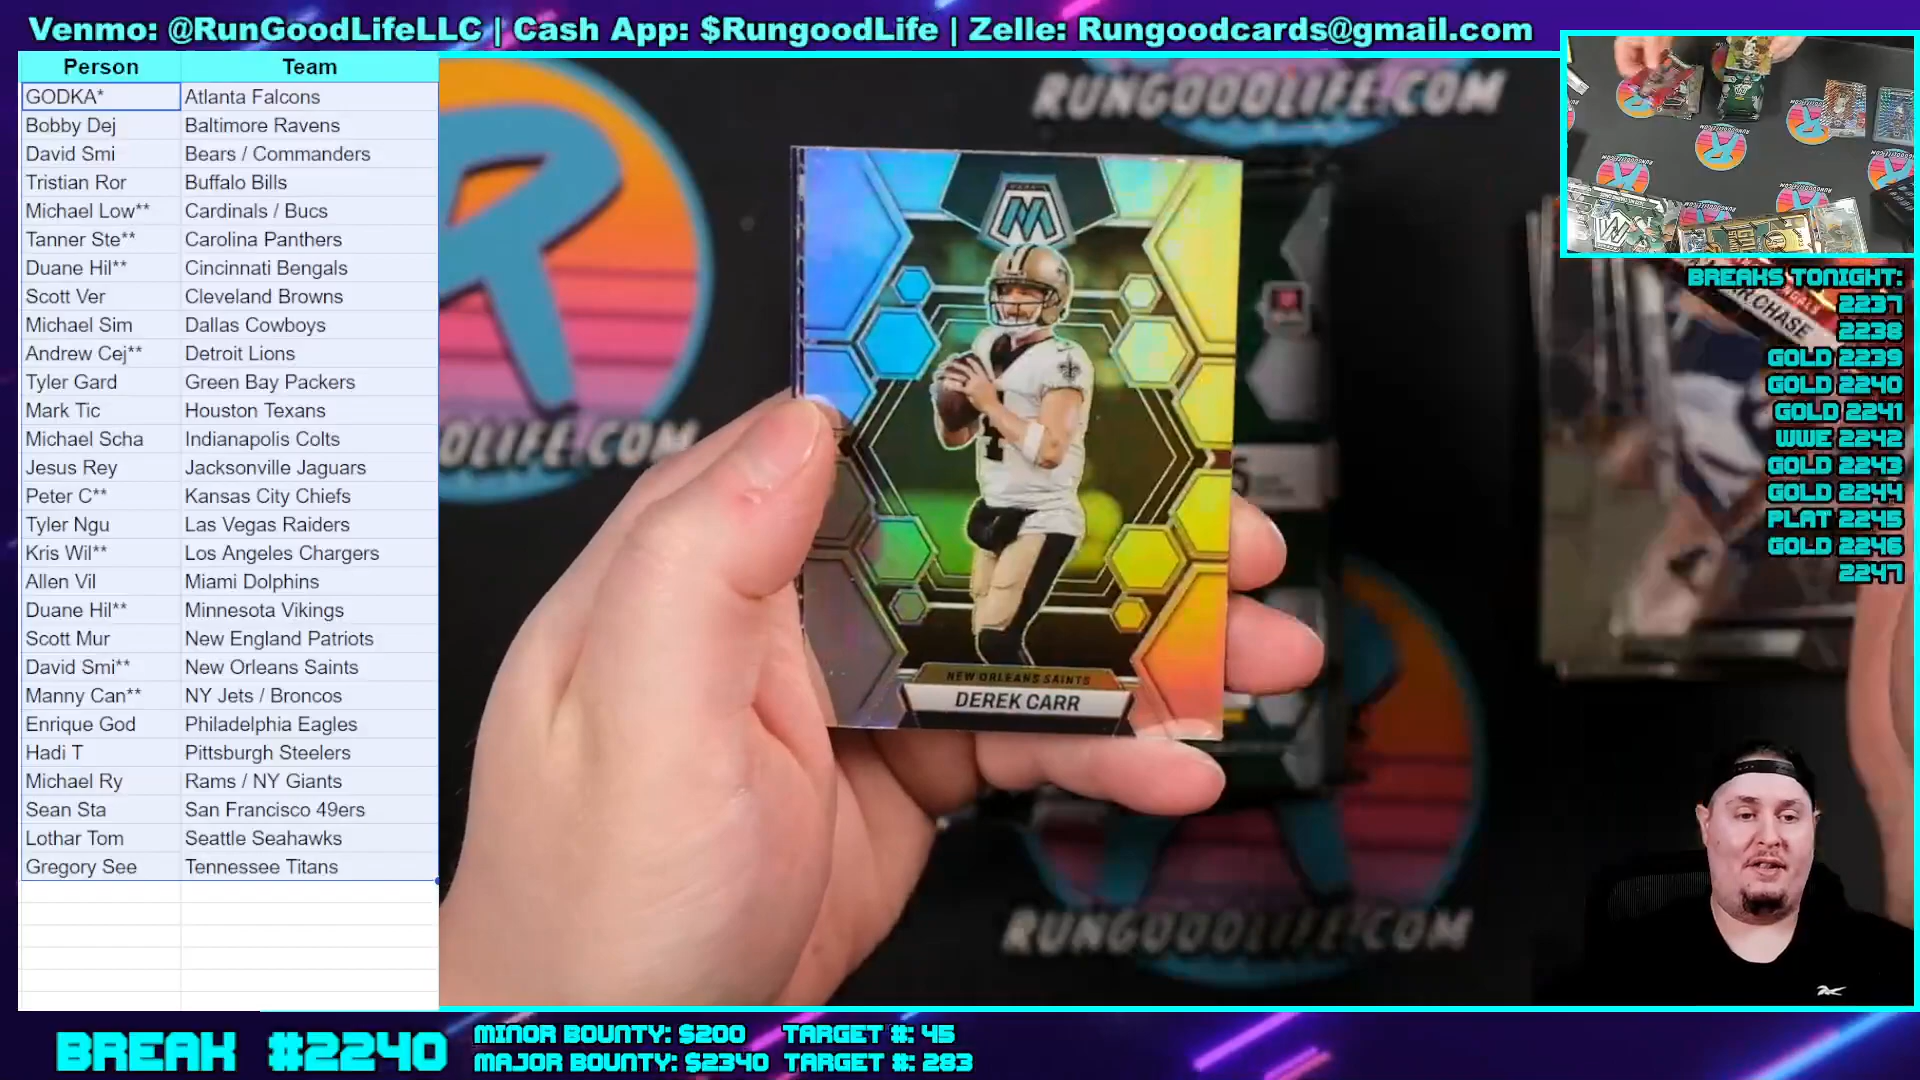 Venmo: @RunGoodLifeLLC | Cash App: $RungoodLife | Zelle: Rungoodcards@gmail.com
Person Team
GODKA* Atlanta Falcons
Bobby Dej Baltimore Ravens
David Smi Bears / Commanders
Tristian Ror Buffalo Bills
Michael Low** Cardinals / Bucs
Tanner Ste** Carolina Panthers
Duane Hil** Cincinnati Bengals
Scott Ver Cleveland Browns
Michael Sim Dallas Cowboys
Andrew Cej** Detroit Lions
Tyler Gard Green Bay Packers
Mark Tic Houston Texans
Michael Scha Indianapolis Colts
Jesus Rey Jacksonville Jaguars
Peter C** Kansas City Chiefs
Tyler Ngu Las Vegas Raiders
Kris Wil** Los Angeles Chargers
Allen Vil Miami Dolphins
Duane Hil** Minnesota Vikings
Scott Mur New England Patriots
David Smi** New Orleans Saints
Manny Can** NY Jets / Broncos
Enrique God Philadelphia Eagles
Hadi T Pittsburgh Steelers
Michael Ry Rams / NY Giants
Sean Sta San Francisco 49ers
Lothar Tom Seattle Seahawks
Gregory See Tennessee Titans
RUNGOODLIFE.COM
OLIFE.COM
NEW ORLEANS SAINTS
DEREK CARR
RUNGOODLIFE.COM
CHASE
BREAKS TONIGHT:
2237
2238
GOLD 2239
GOLD 2240
GOLD 2241
WWE 2242
GOLD 2243
GOLD 2244
PLAT 2245
GOLD 2246
2247
BREAK #2240
MINOR BOUNTY: $200 TARGET #: 45
MAJOR BOUNTY: $2340 TARGET #: 283